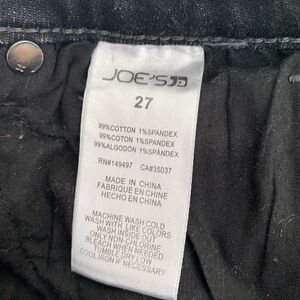 JOE'S
27
99%COTTON 1%SPANDEX
99%COTON 1%SPANDEX
99%ALGODÓN 1%SPANDEX
RN#149497 CA#35037
MADE IN CHINA
FABRIQUE EN CHINE
HECHO EN CHINA
MACHINE WASH COLD
WASH WITH LIKE COLORS
WASH INSIDE OUT
ONLY NON-CHLORINE
BLEACH WHEN NEEDED
TUMBLE DRY LOW
COOL IRON IF NECESSARY